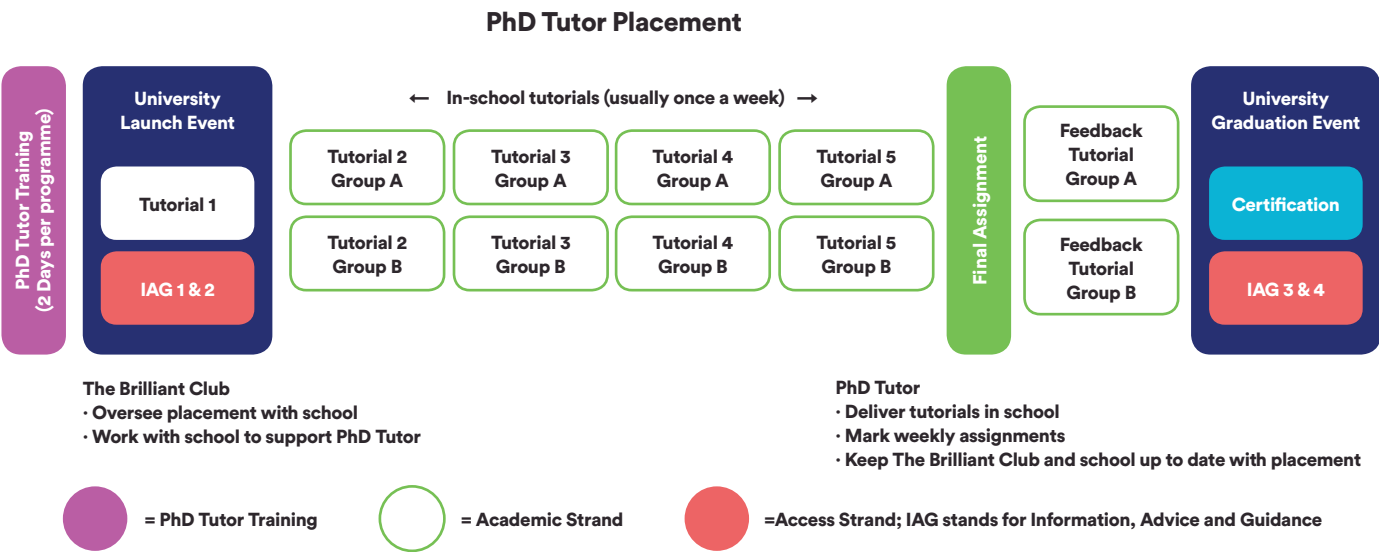 PhD Tutor Placement
PhD Tutor Training
(2 Days per programme)
University
Launch Event
Tutorial 1
IAG 1 & 2
← In-school tutorials (usually once a week) →
Tutorial 2
Group A
Tutorial 3
Group A
Tutorial 4
Group A
Tutorial 5
Group A
Tutorial 2
Group B
Tutorial 3
Group B
Tutorial 4
Group B
Tutorial 5
Group B
Final Assignment
Feedback
Tutorial
Group A
Feedback
Tutorial
Group B
University
Graduation Event
Certification
IAG 3 & 4
The Brilliant Club
· Oversee placement with school
· Work with school to support PhD Tutor
PhD Tutor
· Deliver tutorials in school
· Mark weekly assignments
· Keep The Brilliant Club and school up to date with placement
= PhD Tutor Training
= Academic Strand
=Access Strand; IAG stands for Information, Advice and Guidance